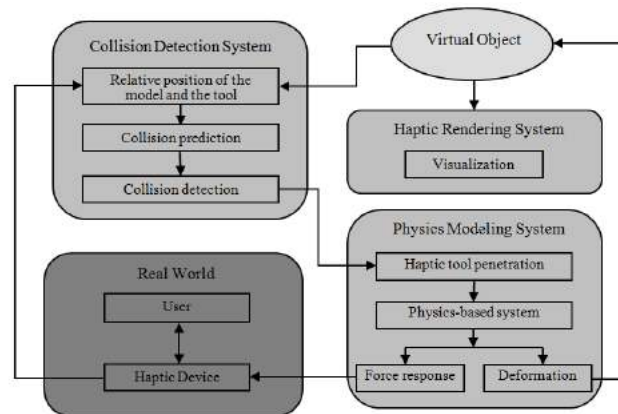 Collision Detection System
Relative position of the
model and the tool
Collision prediction
Collision detection
Virtual Object
Haptic Rendering System
Visualization
Physics Modeling System
Haptic tool penetration
Physics-based system
Force response
Deformation
Real World
User
Haptic Device